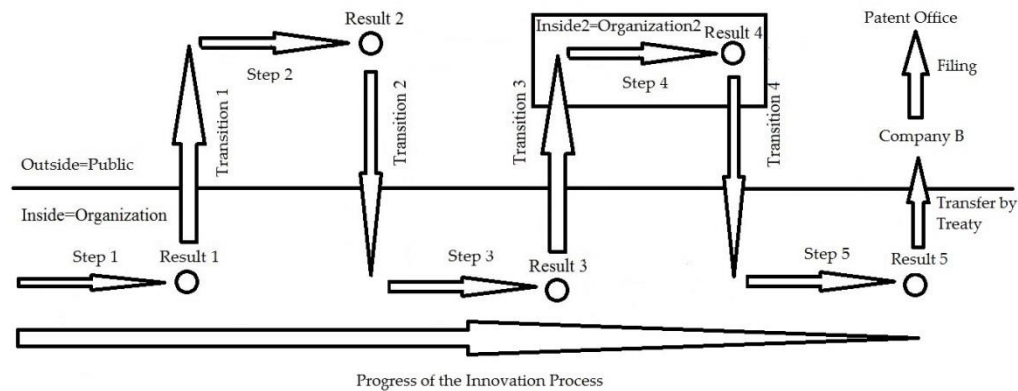 Result 2
Step 2
Transition 1
Transition 2
Inside2=Organization2
Result 4
Step 4
Transition 3
Transition 4
Patent Office
Filing
Company B
Outside=Public
Inside=Organization
Transfer by
Treaty
Step 1
Result 1
Step 3
Result 3
Step 5
Result 5
Progress of the Innovation Process